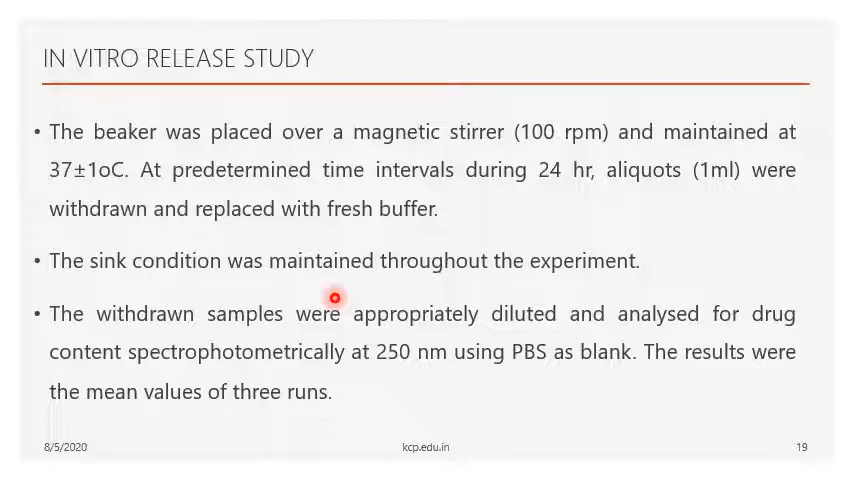 IN VITRO RELEASE STUDY
• The beaker was placed over a magnetic stirrer (100 rpm) and maintained at
37±1oC. At predetermined time intervals during 24 hr, aliquots (1ml) were
withdrawn and replaced with fresh buffer.
• The sink condition was maintained throughout the experiment.
• The withdrawn samples were appropriately diluted and analysed for drug
content spectrophotometrically at 250 nm using PBS as blank. The results were
the mean values of three runs.
8/5/2020 kcp.edu.in 19